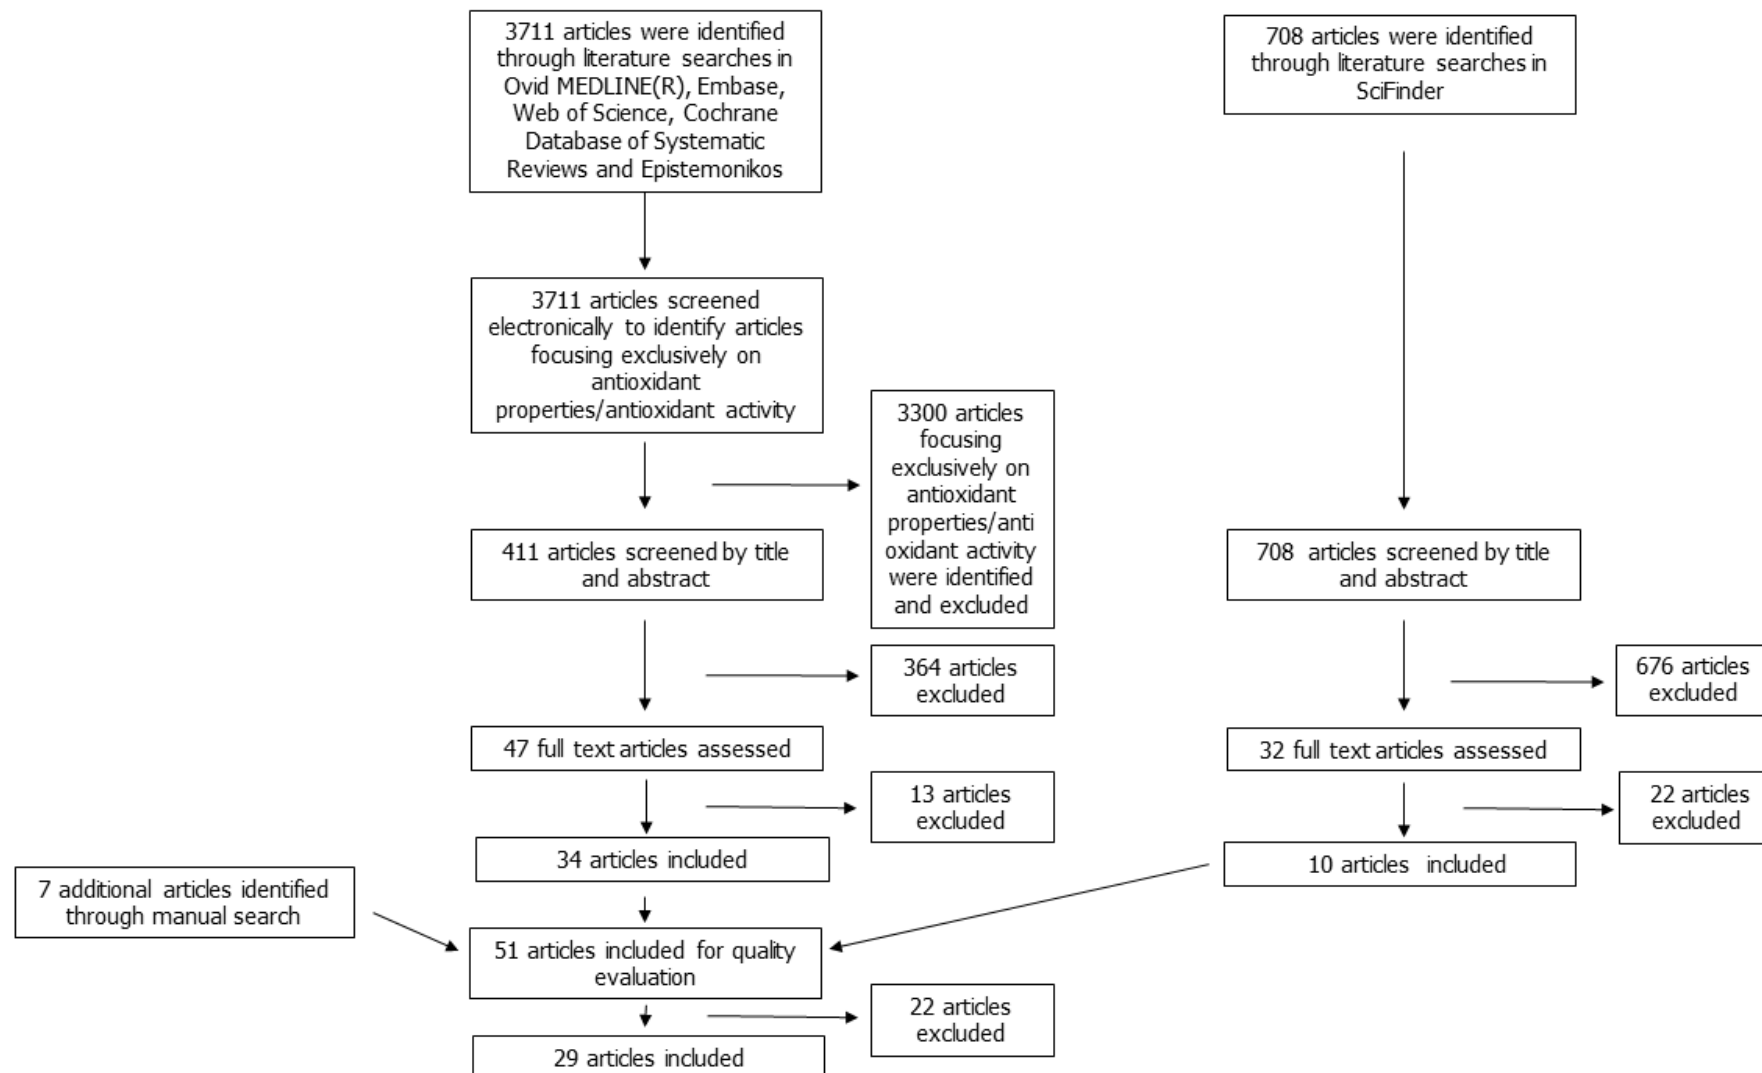 3711 articles were identified
through literature searches in
Ovid MEDLINE(R), Embase,
Web of Science, Cochrane
Database of Systematic
Reviews and Epistemonikos
708 articles were identified
through literature searches in
SciFinder
3711 articles screened
electronically to identify articles
focusing exclusively on
antioxidant
properties/antioxidant activity
3300 articles
focusing
exclusively on
antioxidant
properties/anti
oxidant activity
were identified
and excluded
411 articles screened by title
and abstract
708 articles screened by title
and abstract
364 articles
excluded
676 articles
excluded
47 full text articles assessed
32 full text articles assessed
13 articles
excluded
22 articles
excluded
34 articles included
10 articles included
7 additional articles identified
through manual search
51 articles included for quality
evaluation
22 articles
excluded
29 articles included